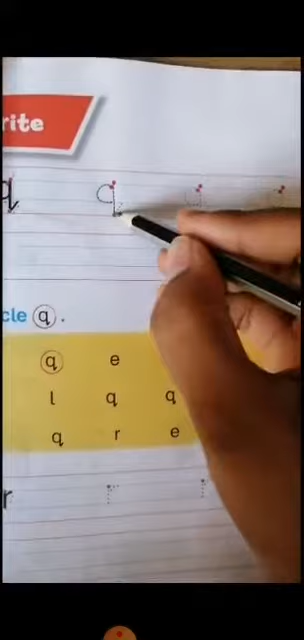 rite
q q
cle q .
q e
l q q
q r e
r r